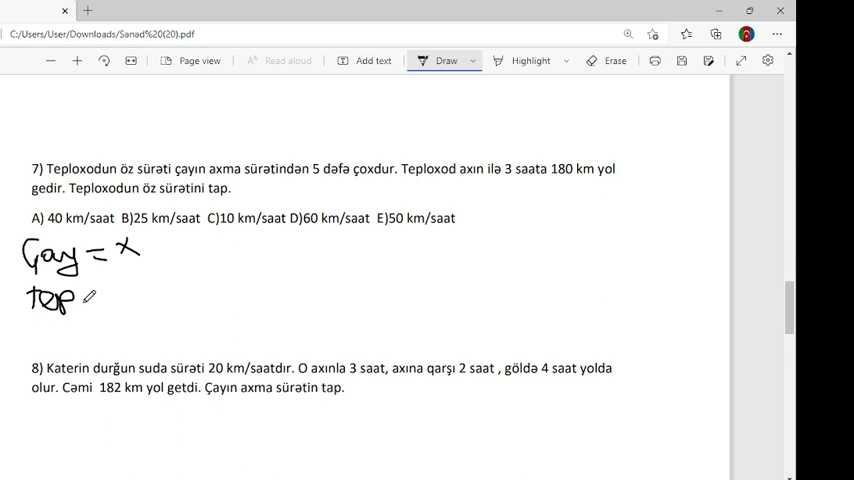 C:/Users/User/Downloads/Sənəd%20(20).pdf
Page view
Read aloud
Add text
Draw
Highlight
Erase
7) Teploxodun öz sürəti çayın axma sürətindən 5 dəfə çoxdur. Teploxod axın ilə 3 saata 180 km yol
gedir. Teploxodun öz sürətini tap.
A) 40 km/saat B)25 km/saat C)10 km/saat D)60 km/saat E)50 km/saat
Çay = x
tep
8) Katerin durğun suda sürəti 20 km/saatdır. O axınla 3 saat, axına qarşı 2 saat , göldə 4 saat yolda
olur. Cəmi 182 km yol getdi. Çayın axma sürətin tap.